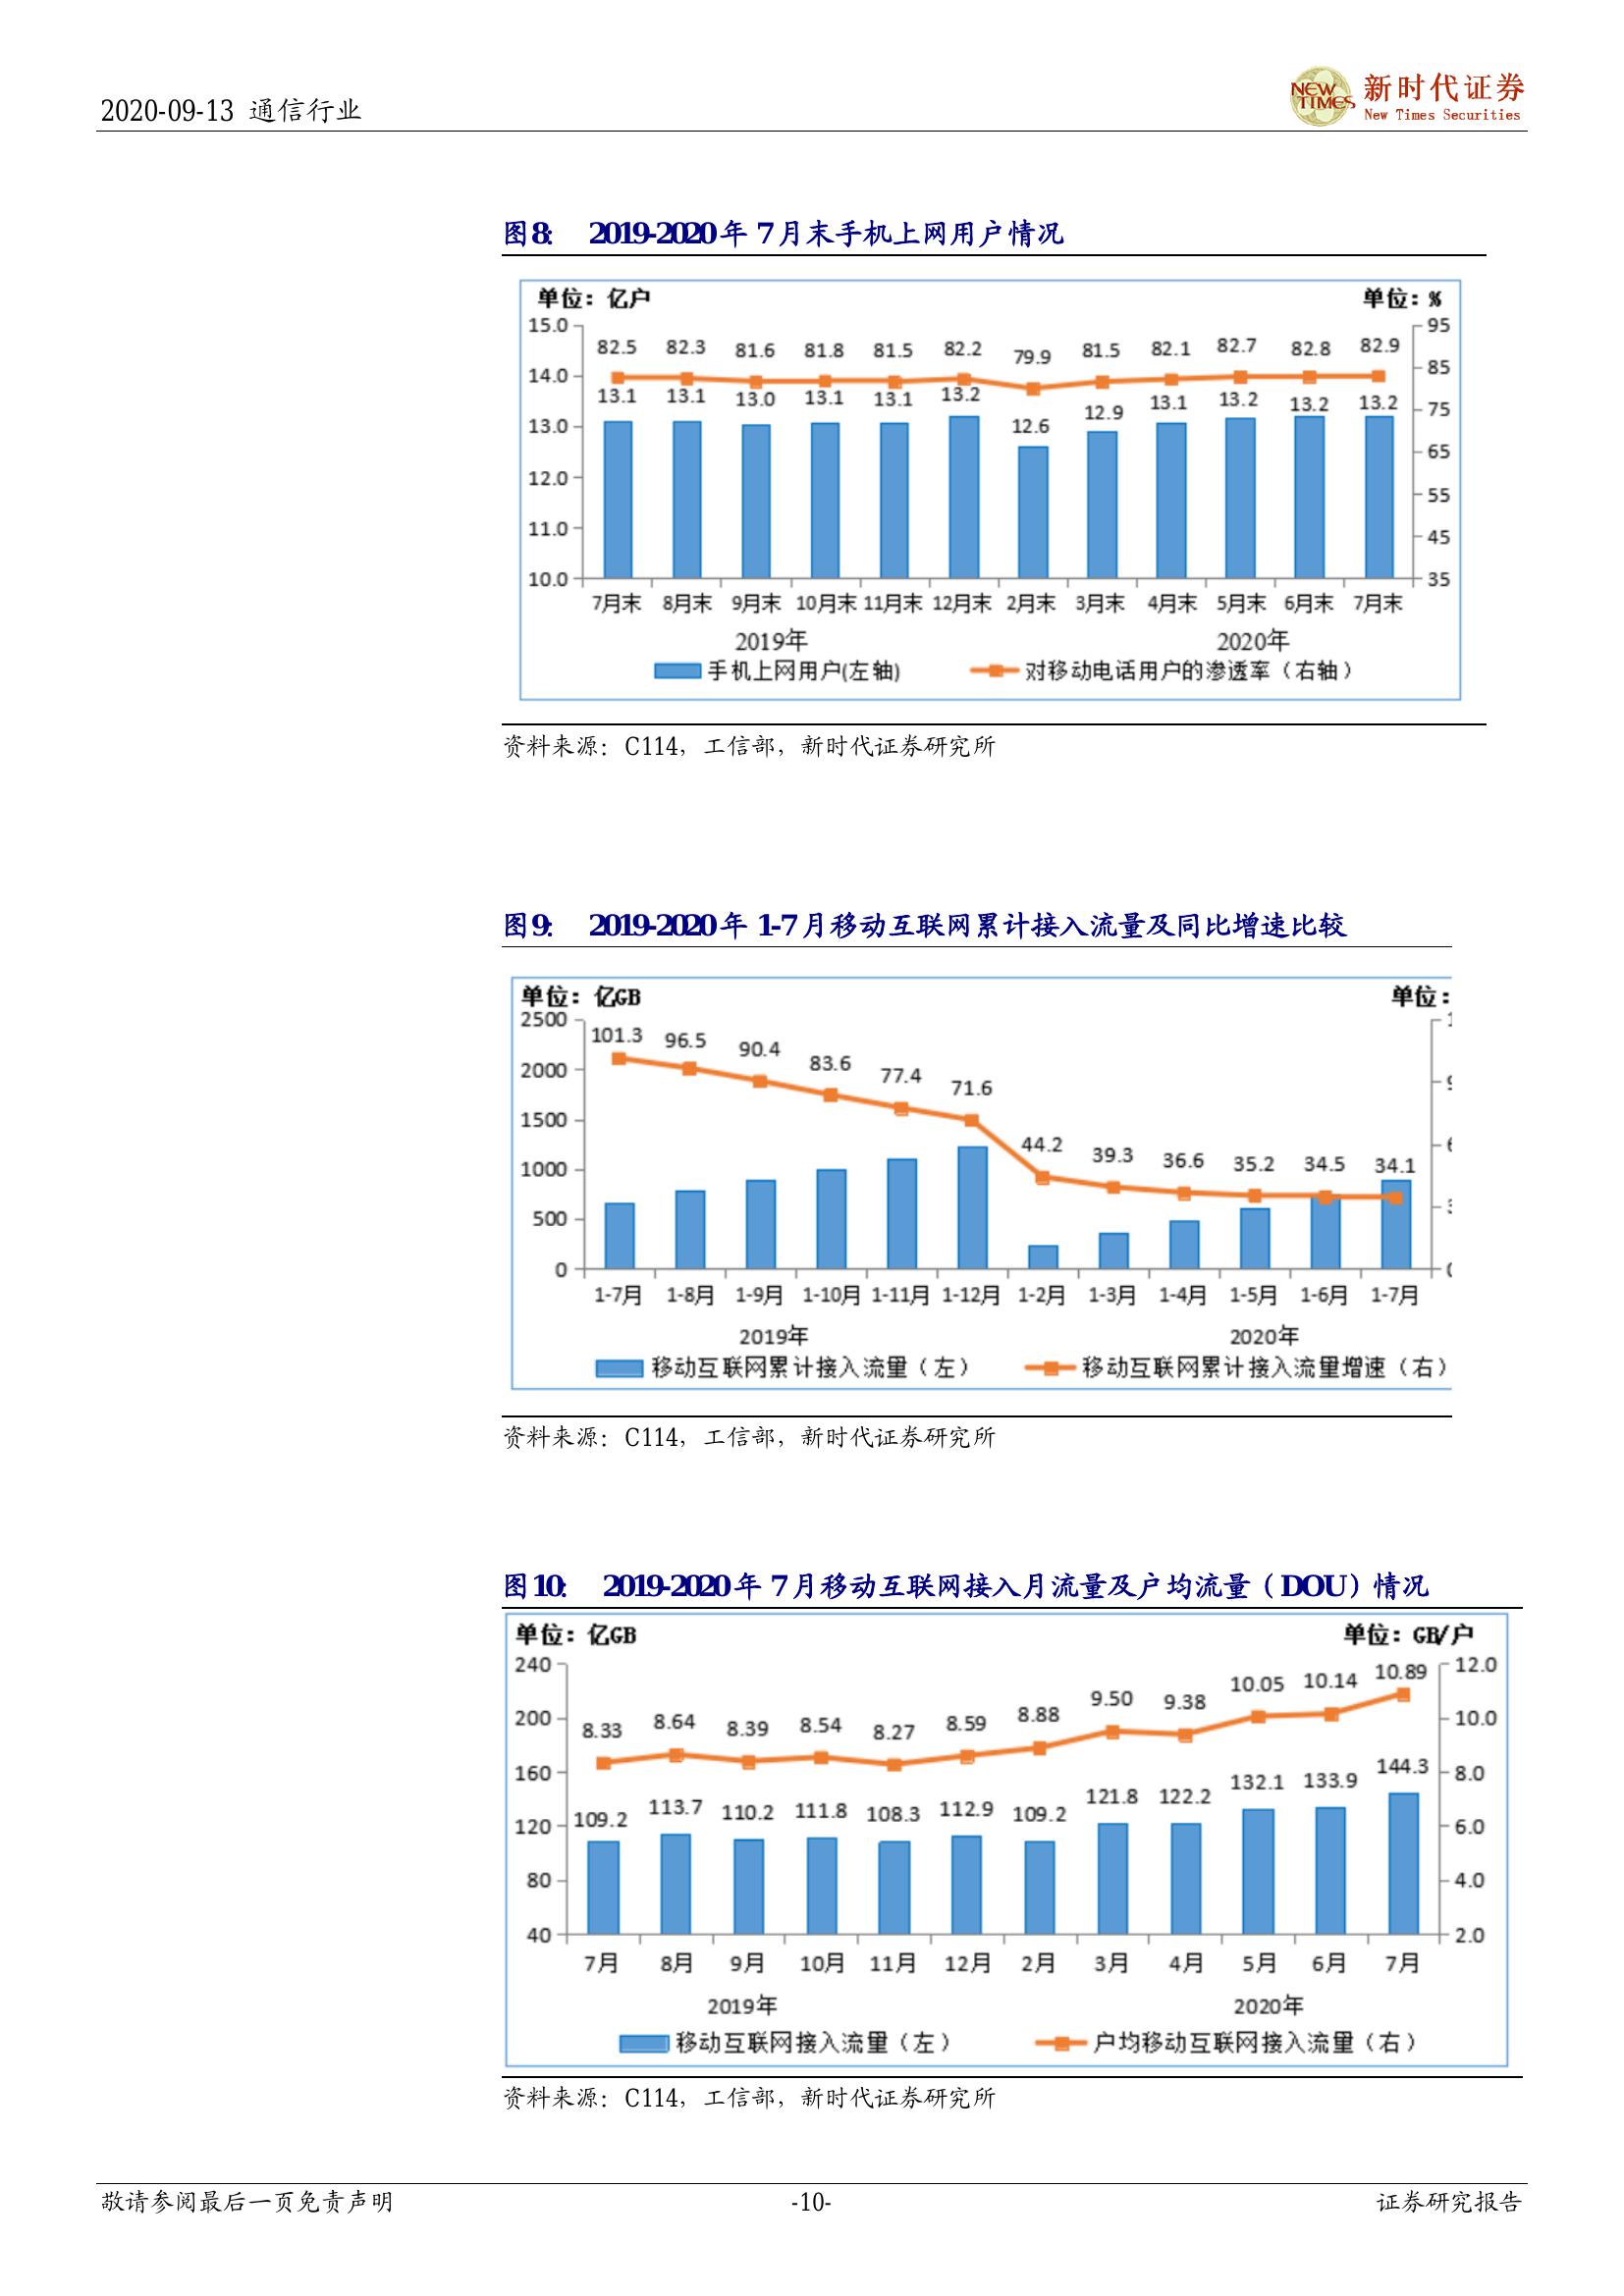 2020-09-13 通信行业
NEW TIMES
新时代证券
New Times Securities
图8: 2019-2020年 7月末手机上网用户情况
单位：亿户 单位：%
15.0 95
82.5 82.3 81.6 81.8 81.5 82.2 79.9 81.5 82.1 82.7 82.8 82.9
14.0 85
13.1 13.1 13.0 13.1 13.1 13.2 12.6 12.9 13.1 13.2 13.2 13.2
75
13.0
65
12.0
55
11.0
45
10.0 35
7月末 8月末 9月末 10月末 11月末 12月末 2月末 3月末 4月末 5月末 6月末 7月末
2019年 2020年
手机上网用户(左轴) 对移动电话用户的渗透率（右轴）
资料来源：C114，工信部，新时代证券研究所
图9: 2019-2020年 1-7月移动互联网累计接入流量及同比增速比较
单位：亿GB 单位：
2500
101.3 96.5 90.4 83.6 77.4 71.6 44.2 39.3 36.6 35.2 34.5 34.1
2000
1500
1000
500
0
1-7月 1-8月 1-9月 1-10月 1-11月 1-12月 1-2月 1-3月 1-4月 1-5月 1-6月 1-7月
2019年 2020年
移动互联网累计接入流量（左） 移动互联网累计接入流量增速（右）
资料来源：C114，工信部，新时代证券研究所
图10: 2019-2020年 7月移动互联网接入月流量及户均流量（DOU）情况
单位：亿GB 单位：GB/户
240 12.0
8.33 8.64 8.39 8.54 8.27 8.59 8.88 9.50 9.38 10.05 10.14 10.89
200 10.0
160 8.0
109.2 113.7 110.2 111.8 108.3 112.9 109.2 121.8 122.2 132.1 133.9 144.3
120 6.0
80 4.0
40 2.0
7月 8月 9月 10月 11月 12月 2月 3月 4月 5月 6月 7月
2019年 2020年
移动互联网接入流量（左） 户均移动互联网接入流量（右）
资料来源：C114，工信部，新时代证券研究所
敬请参阅最后一页免责声明 -10- 证券研究报告